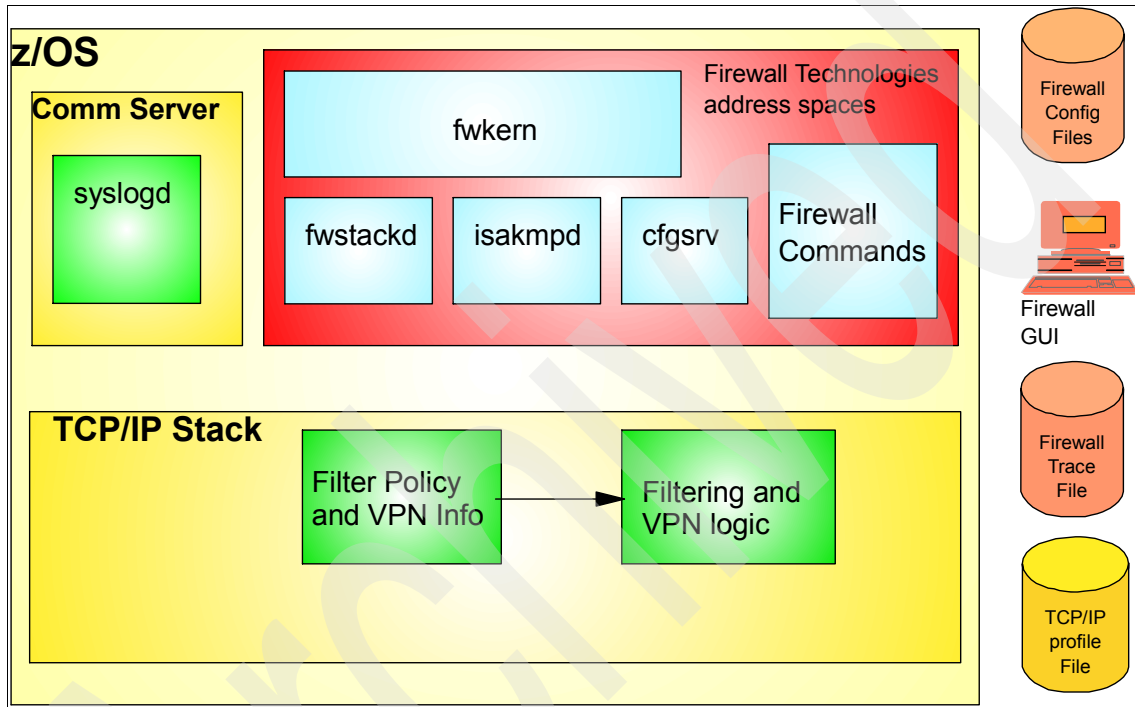 z/OS
Comm Server
syslogd
Firewall Technologies
address spaces
fwkern
fwstackd
isakmpd
cfgsrv
Firewall
Commands
TCP/IP Stack
Filter Policy
and VPN Info
Filtering and
VPN logic
Firewall
Config
Files
Firewall
GUI
Firewall
Trace
File
TCP/IP
profile
File